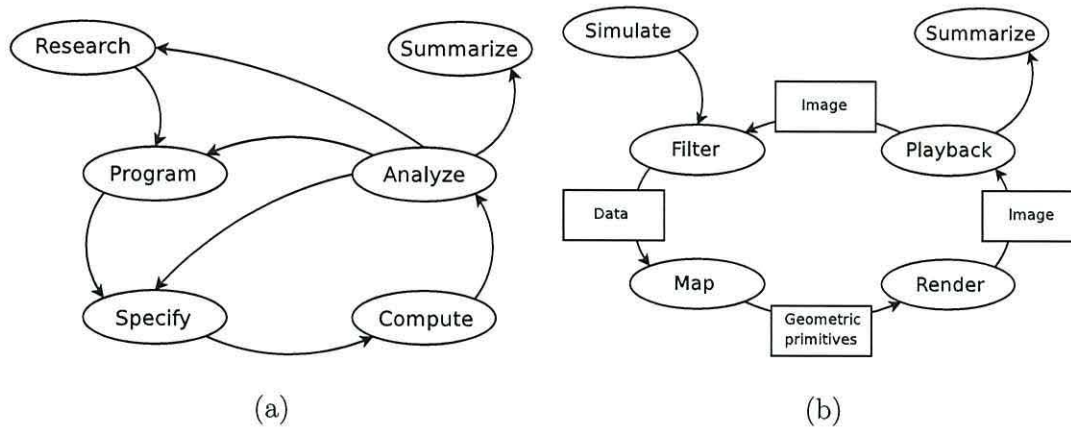 Research
Summarize
Program
Analyze
Specify
Compute
(a)
Simulate
Summarize
Image
Filter
Playback
Data
Image
Map
Render
Geometric
primitives
(b)